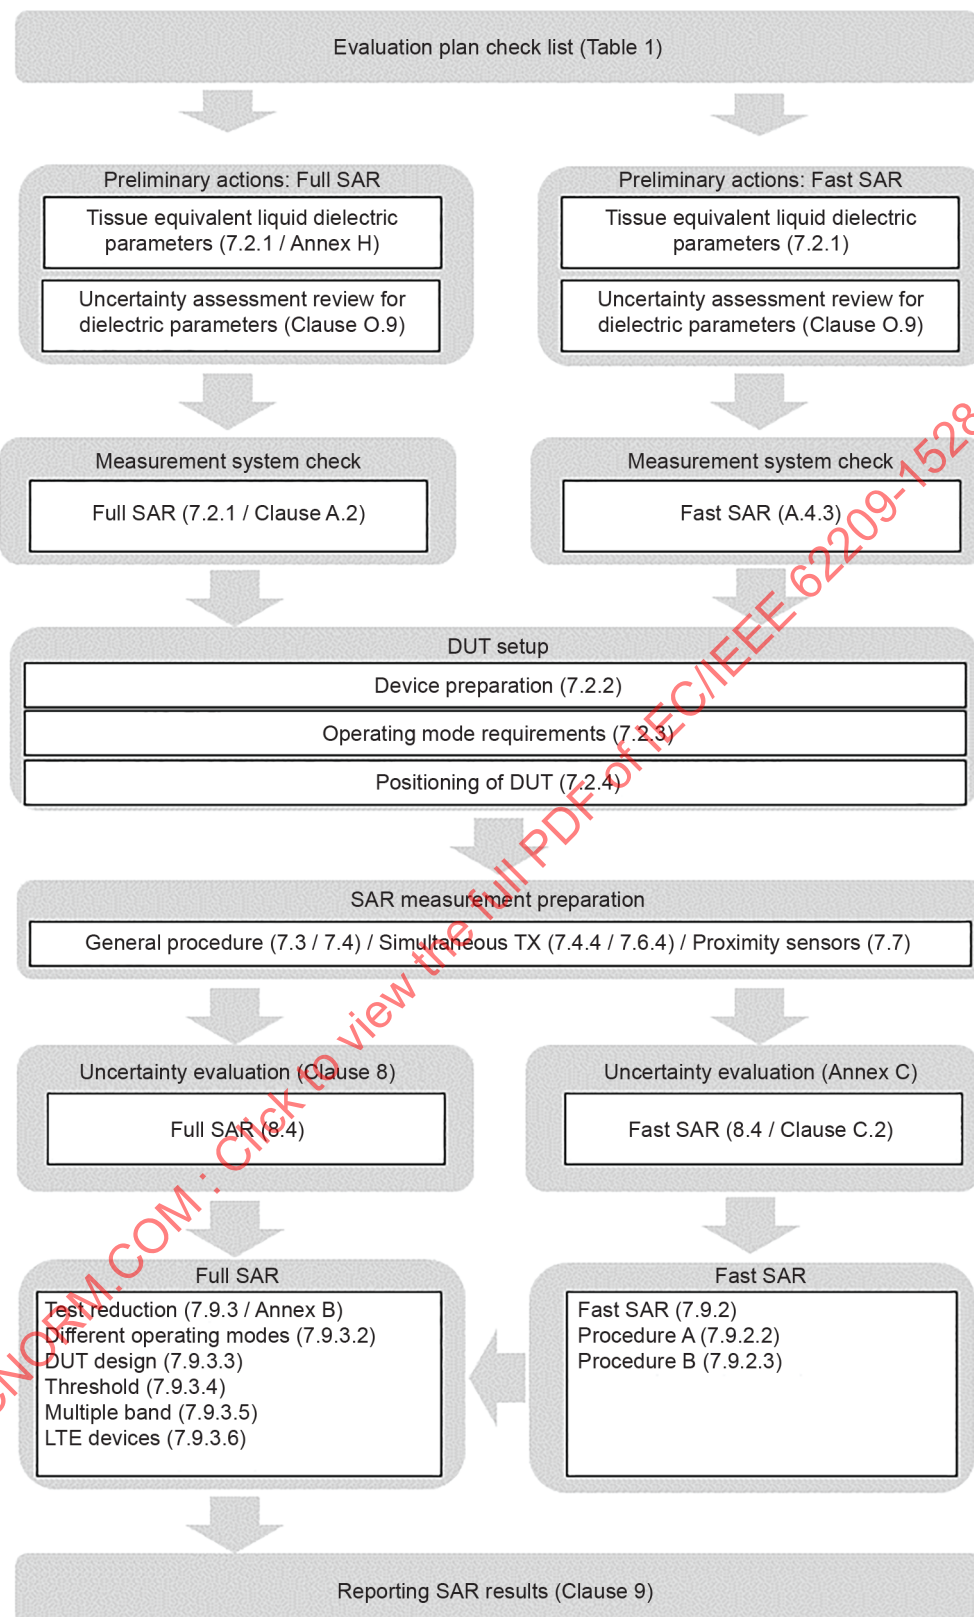 Evaluation plan check list (Table 1)
Preliminary actions: Full SAR
Tissue equivalent liquid dielectric
parameters (7.2.1 / Annex H)
Uncertainty assessment review for
dielectric parameters (Clause O.9)
Preliminary actions: Fast SAR
Tissue equivalent liquid dielectric
parameters (7.2.1)
Uncertainty assessment review for
dielectric parameters (Clause O.9)
Measurement system check
Full SAR (7.2.1 / Clause A.2)
Measurement system check
Fast SAR (A.4.3)
DUT setup
Device preparation (7.2.2)
Operating mode requirements (7.2.3)
Positioning of DUT (7.2.4)
SAR measurement preparation
General procedure (7.3 / 7.4) / Simultaneous TX (7.4.4 / 7.6.4) / Proximity sensors (7.7)
Uncertainty evaluation (Clause 8)
Full SAR (8.4)
Uncertainty evaluation (Annex C)
Fast SAR (8.4 / Clause C.2)
Full SAR
Test reduction (7.9.3 / Annex B)
Different operating modes (7.9.3.2)
DUT design (7.9.3.3)
Threshold (7.9.3.4)
Multiple band (7.9.3.5)
LTE devices (7.9.3.6)
Fast SAR
Fast SAR (7.9.2)
Procedure A (7.9.2.2)
Procedure B (7.9.2.3)
Reporting SAR results (Clause 9)
CNORM.COM : Click to view the full PDF of IEC/IEEE 62209-1528